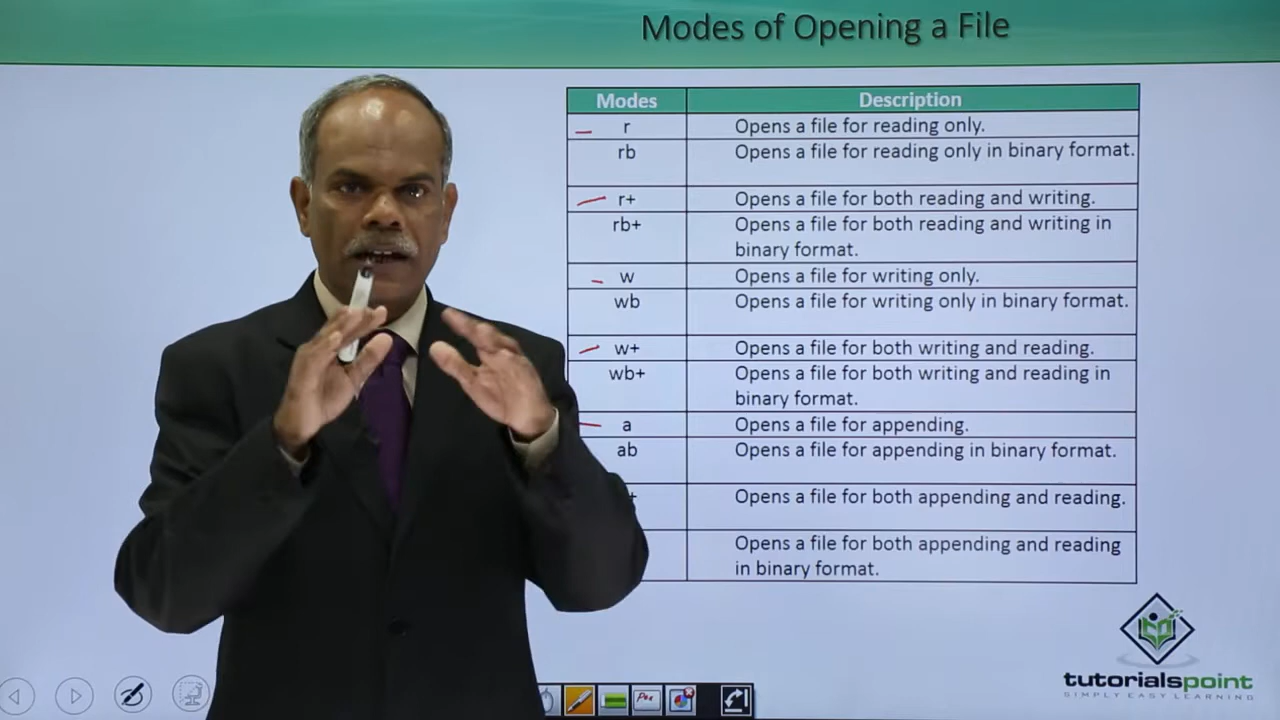 Modes of Opening a File
Modes Description
r Opens a file for reading only.
rb Opens a file for reading only in binary format.
r+ Opens a file for both reading and writing.
rb+ Opens a file for both reading and writing in
binary format.
w Opens a file for writing only.
wb Opens a file for writing only in binary format.
w+ Opens a file for both writing and reading.
wb+ Opens a file for both writing and reading in
binary format.
a Opens a file for appending.
ab Opens a file for appending in binary format.
+ Opens a file for both appending and reading.
Opens a file for both appending and reading
in binary format.
tutorialspoint
SIMPLY EASY LEARNING